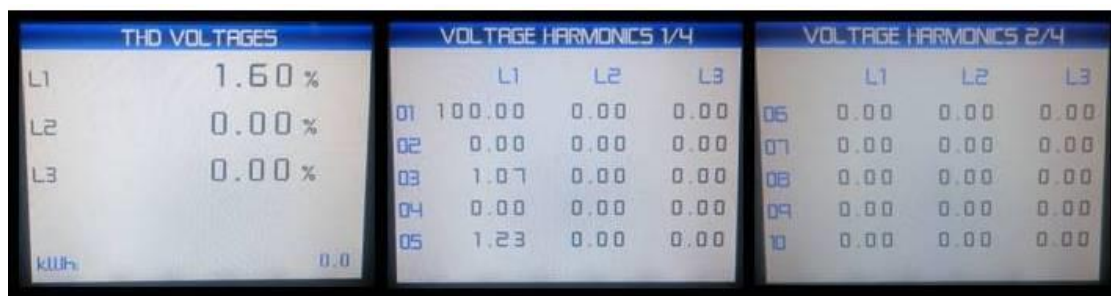 THD VOLTAGES
L1 1.60 %
L2 0.00 %
L3 0.00 %
kWh: 0.0
VOLTAGE HARMONICS 1/4
L1 L2 L3
01 100.00 0.00 0.00
02 0.00 0.00 0.00
03 1.07 0.00 0.00
04 0.00 0.00 0.00
05 1.23 0.00 0.00
VOLTAGE HARMONICS 2/4
L1 L2 L3
06 0.00 0.00 0.00
07 0.00 0.00 0.00
08 0.00 0.00 0.00
09 0.00 0.00 0.00
10 0.00 0.00 0.00